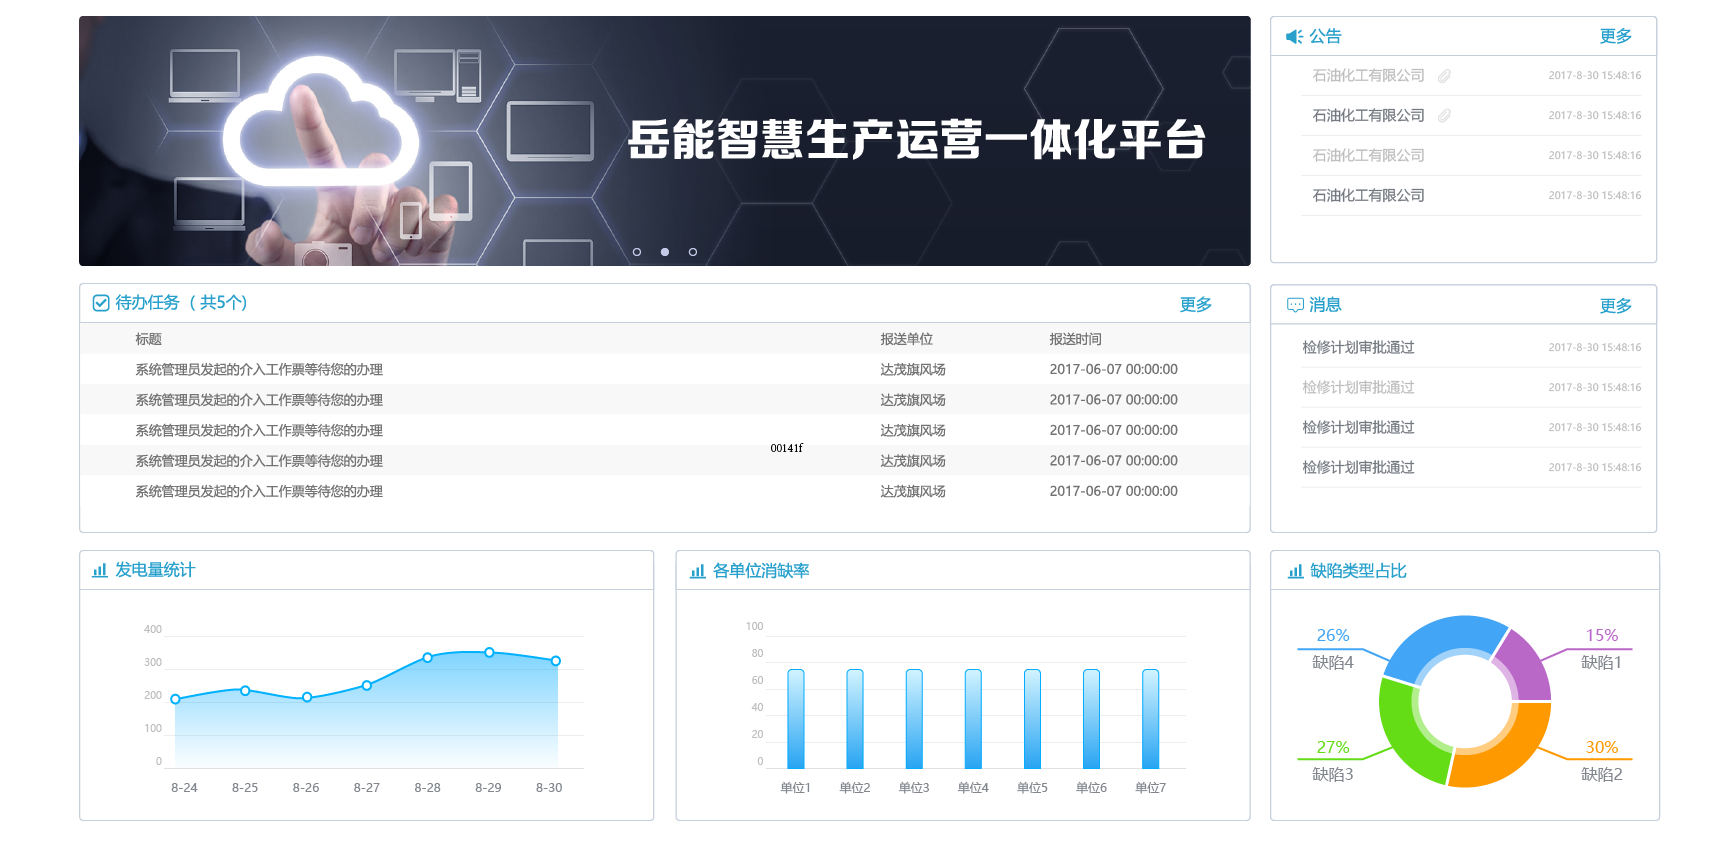 岳能智慧生产运营一体化平台
公告 更多
石油化工有限公司 2017-8-30 15:48:16
石油化工有限公司 2017-8-30 15:48:16
石油化工有限公司 2017-8-30 15:48:16
石油化工有限公司 2017-8-30 15:48:16
待办任务（共5个） 更多
标题 报送单位 报送时间
系统管理员发起的介入工作票等待您的办理 达茂旗风场 2017-06-07 00:00:00
系统管理员发起的介入工作票等待您的办理 达茂旗风场 2017-06-07 00:00:00
系统管理员发起的介入工作票等待您的办理 达茂旗风场 2017-06-07 00:00:00
00141f
系统管理员发起的介入工作票等待您的办理 达茂旗风场 2017-06-07 00:00:00
系统管理员发起的介入工作票等待您的办理 达茂旗风场 2017-06-07 00:00:00
消息 更多
检修计划审批通过 2017-8-30 15:48:16
检修计划审批通过 2017-8-30 15:48:16
检修计划审批通过 2017-8-30 15:48:16
检修计划审批通过 2017-8-30 15:48:16
发电量统计
400
300
200
100
0
8-24 8-25 8-26 8-27 8-28 8-29 8-30
各单位消缺率
100
80
60
40
20
0
单位1 单位2 单位3 单位4 单位5 单位6 单位7
缺陷类型占比
26% 15%
缺陷4 缺陷1
27% 30%
缺陷3 缺陷2